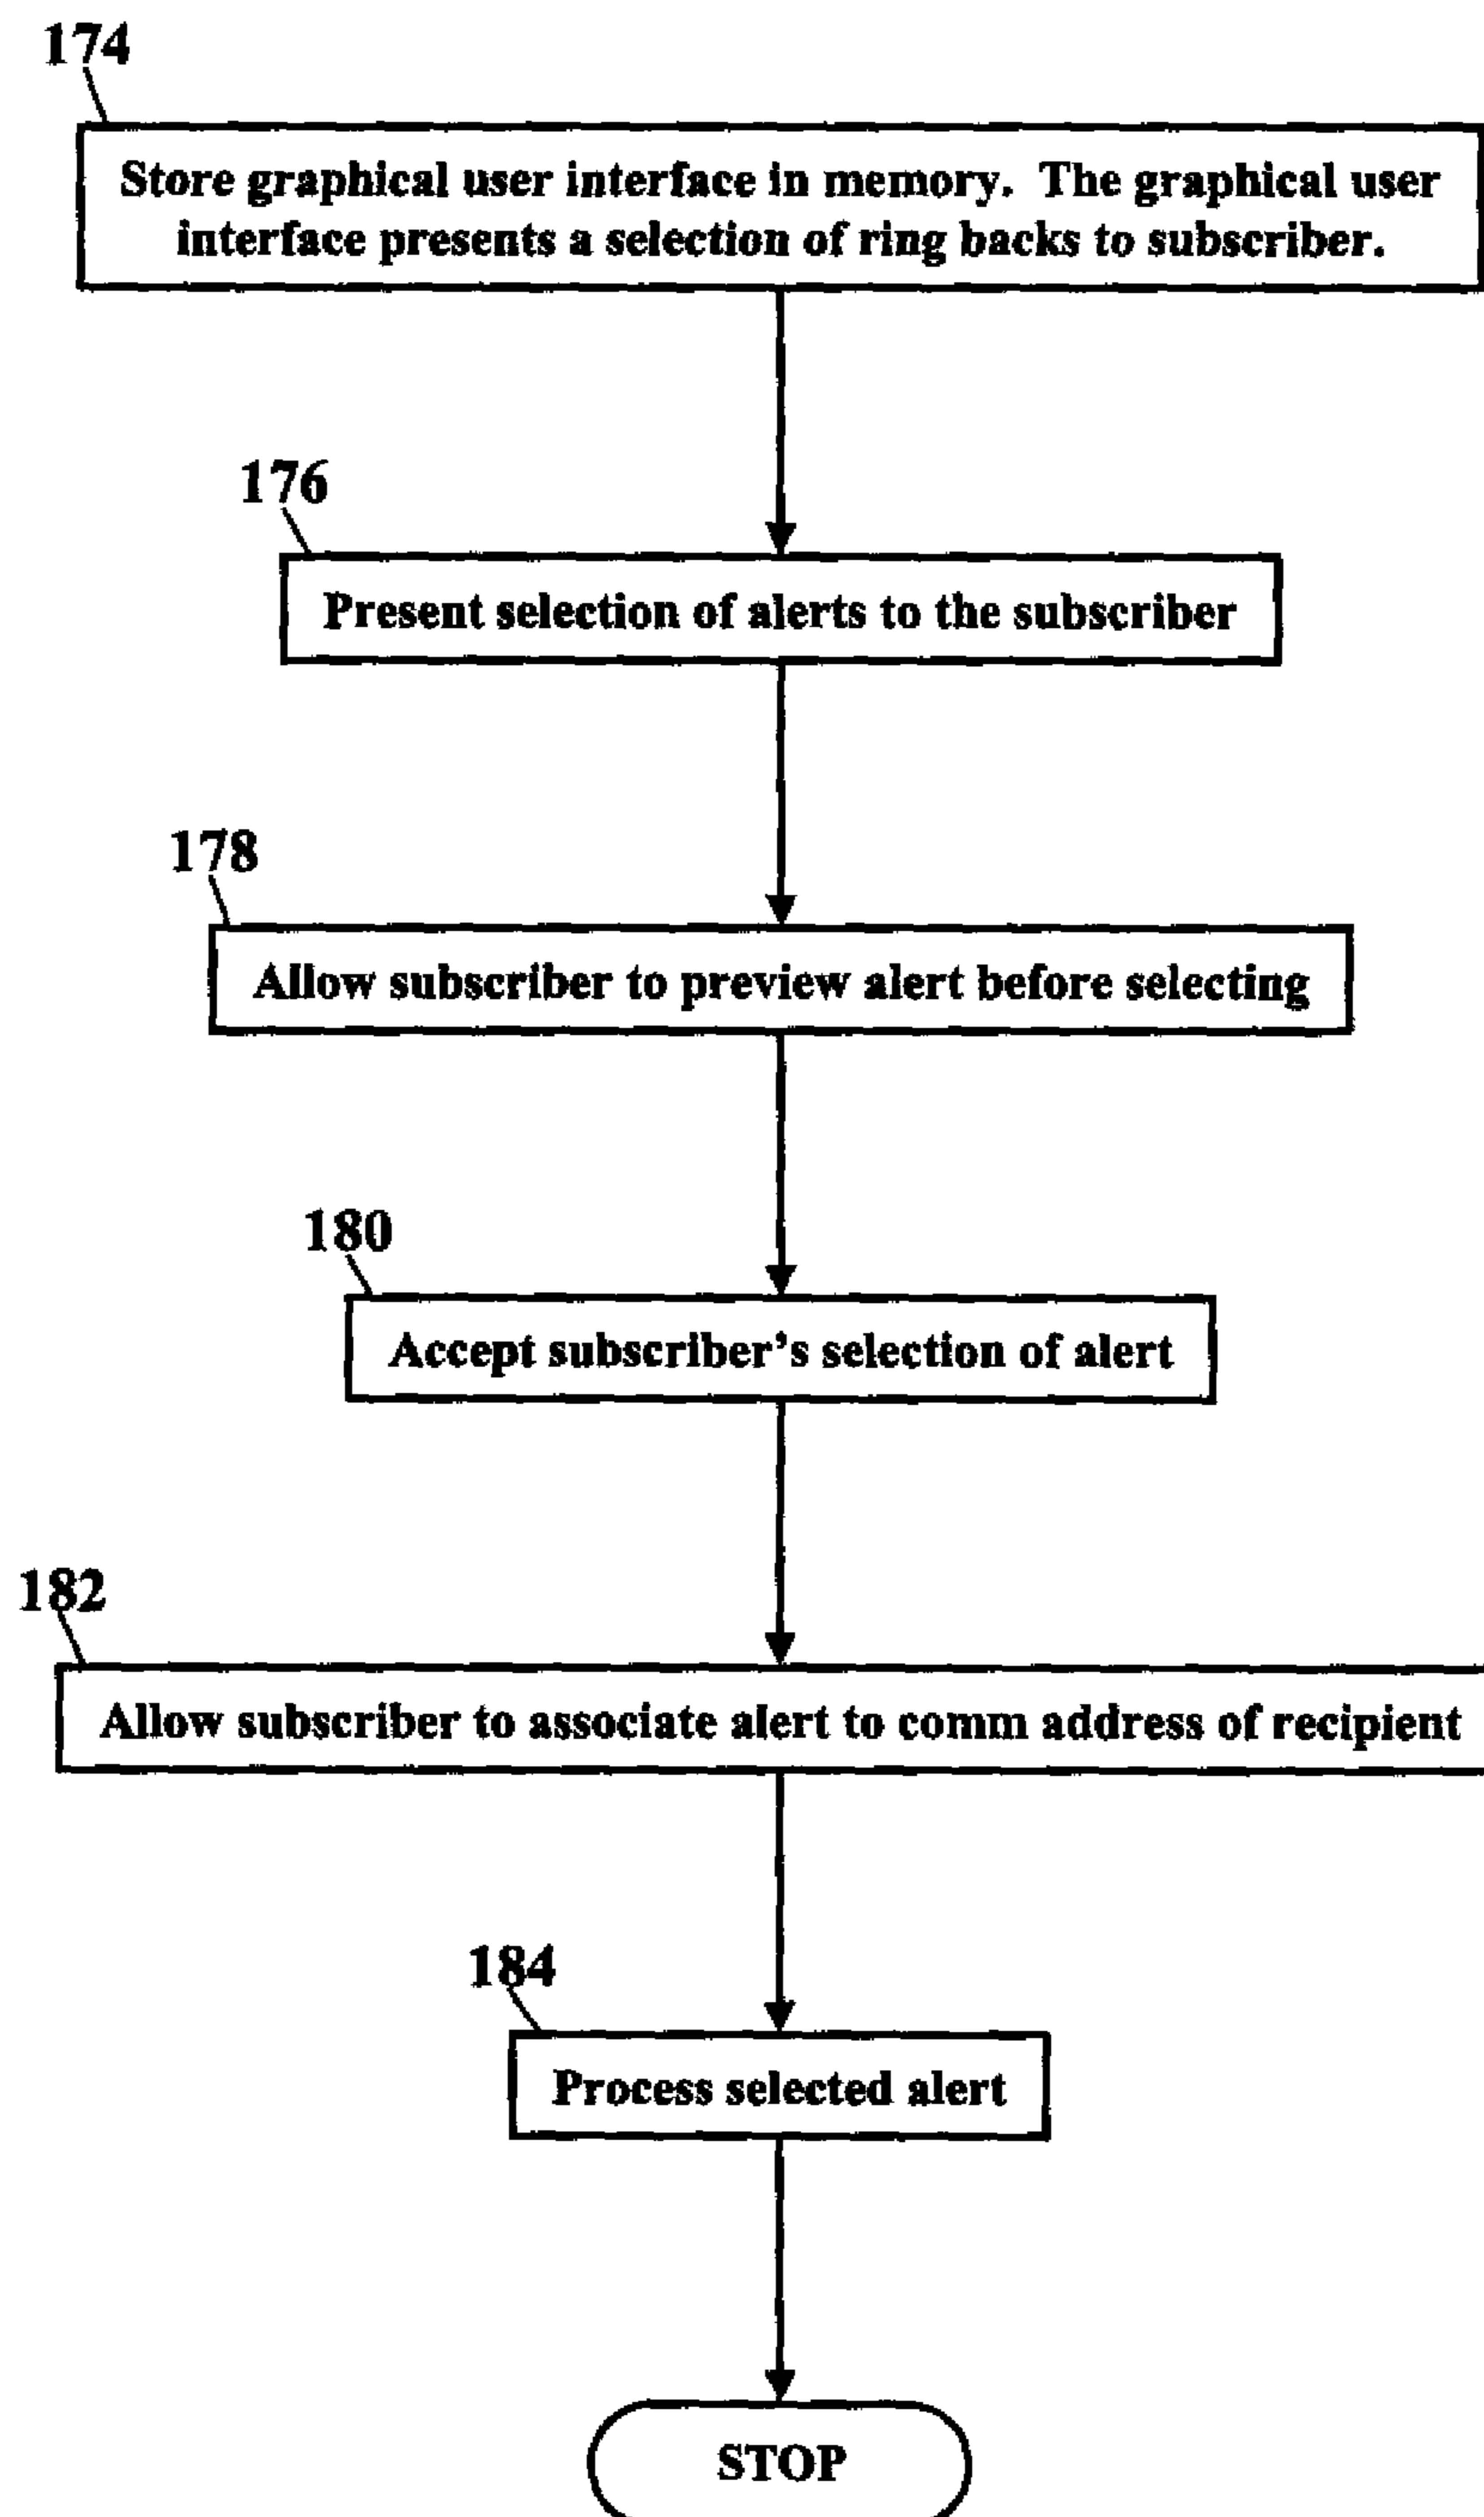 174
Store graphical user interface in memory. The graphical user
interface presents a selection of ring backs to subscriber.
176
Present selection of alerts to the subscriber
178
Allow subscriber to preview alert before selecting
180
Accept subscriber's selection of alert
182
Allow subscriber to associate alert to comm address of recipient
184
Process selected alert
STOP